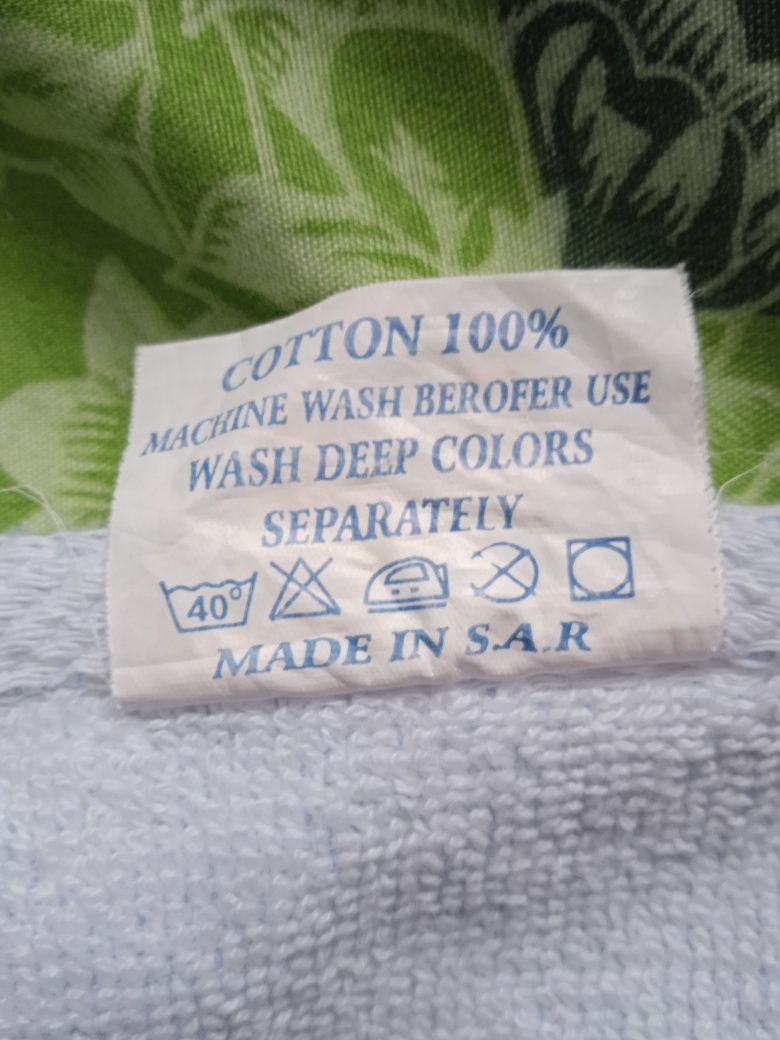 COTTON 100%
MACHINE WASH BEROFER USE
WASH DEEP COLORS
SEPARATELY
40°
MADE IN S.A.R